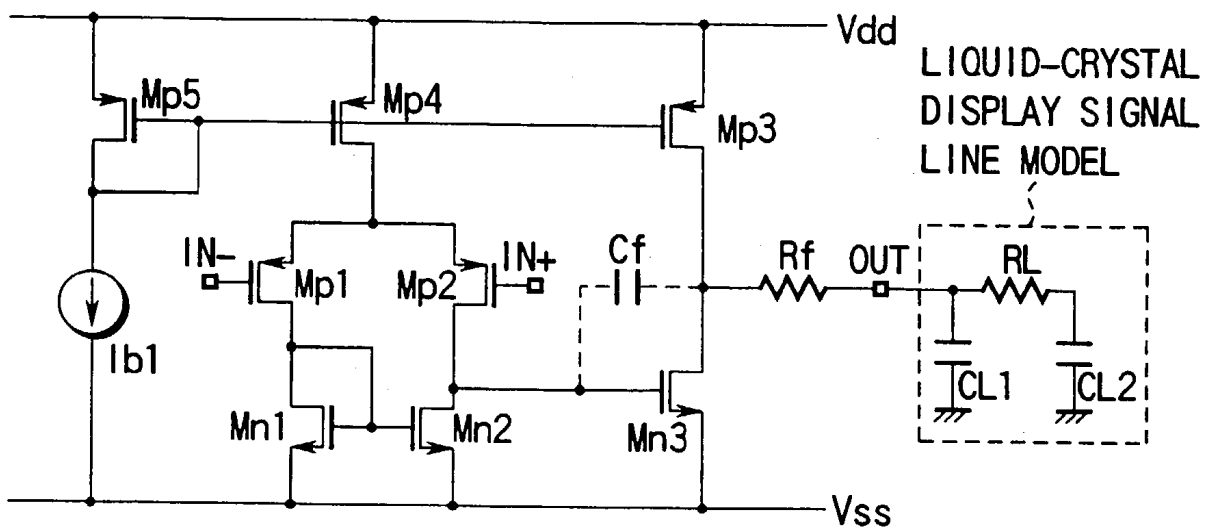 Vdd
LIQUID-CRYSTAL
DISPLAY SIGNAL
LINE MODEL
Mp5
Mp4
Mp3
IN-
Mp1
Mp2
IN+
Cf
Rf
OUT
RL
Ib1
CL1
CL2
Mn1
Mn2
Mn3
Vss